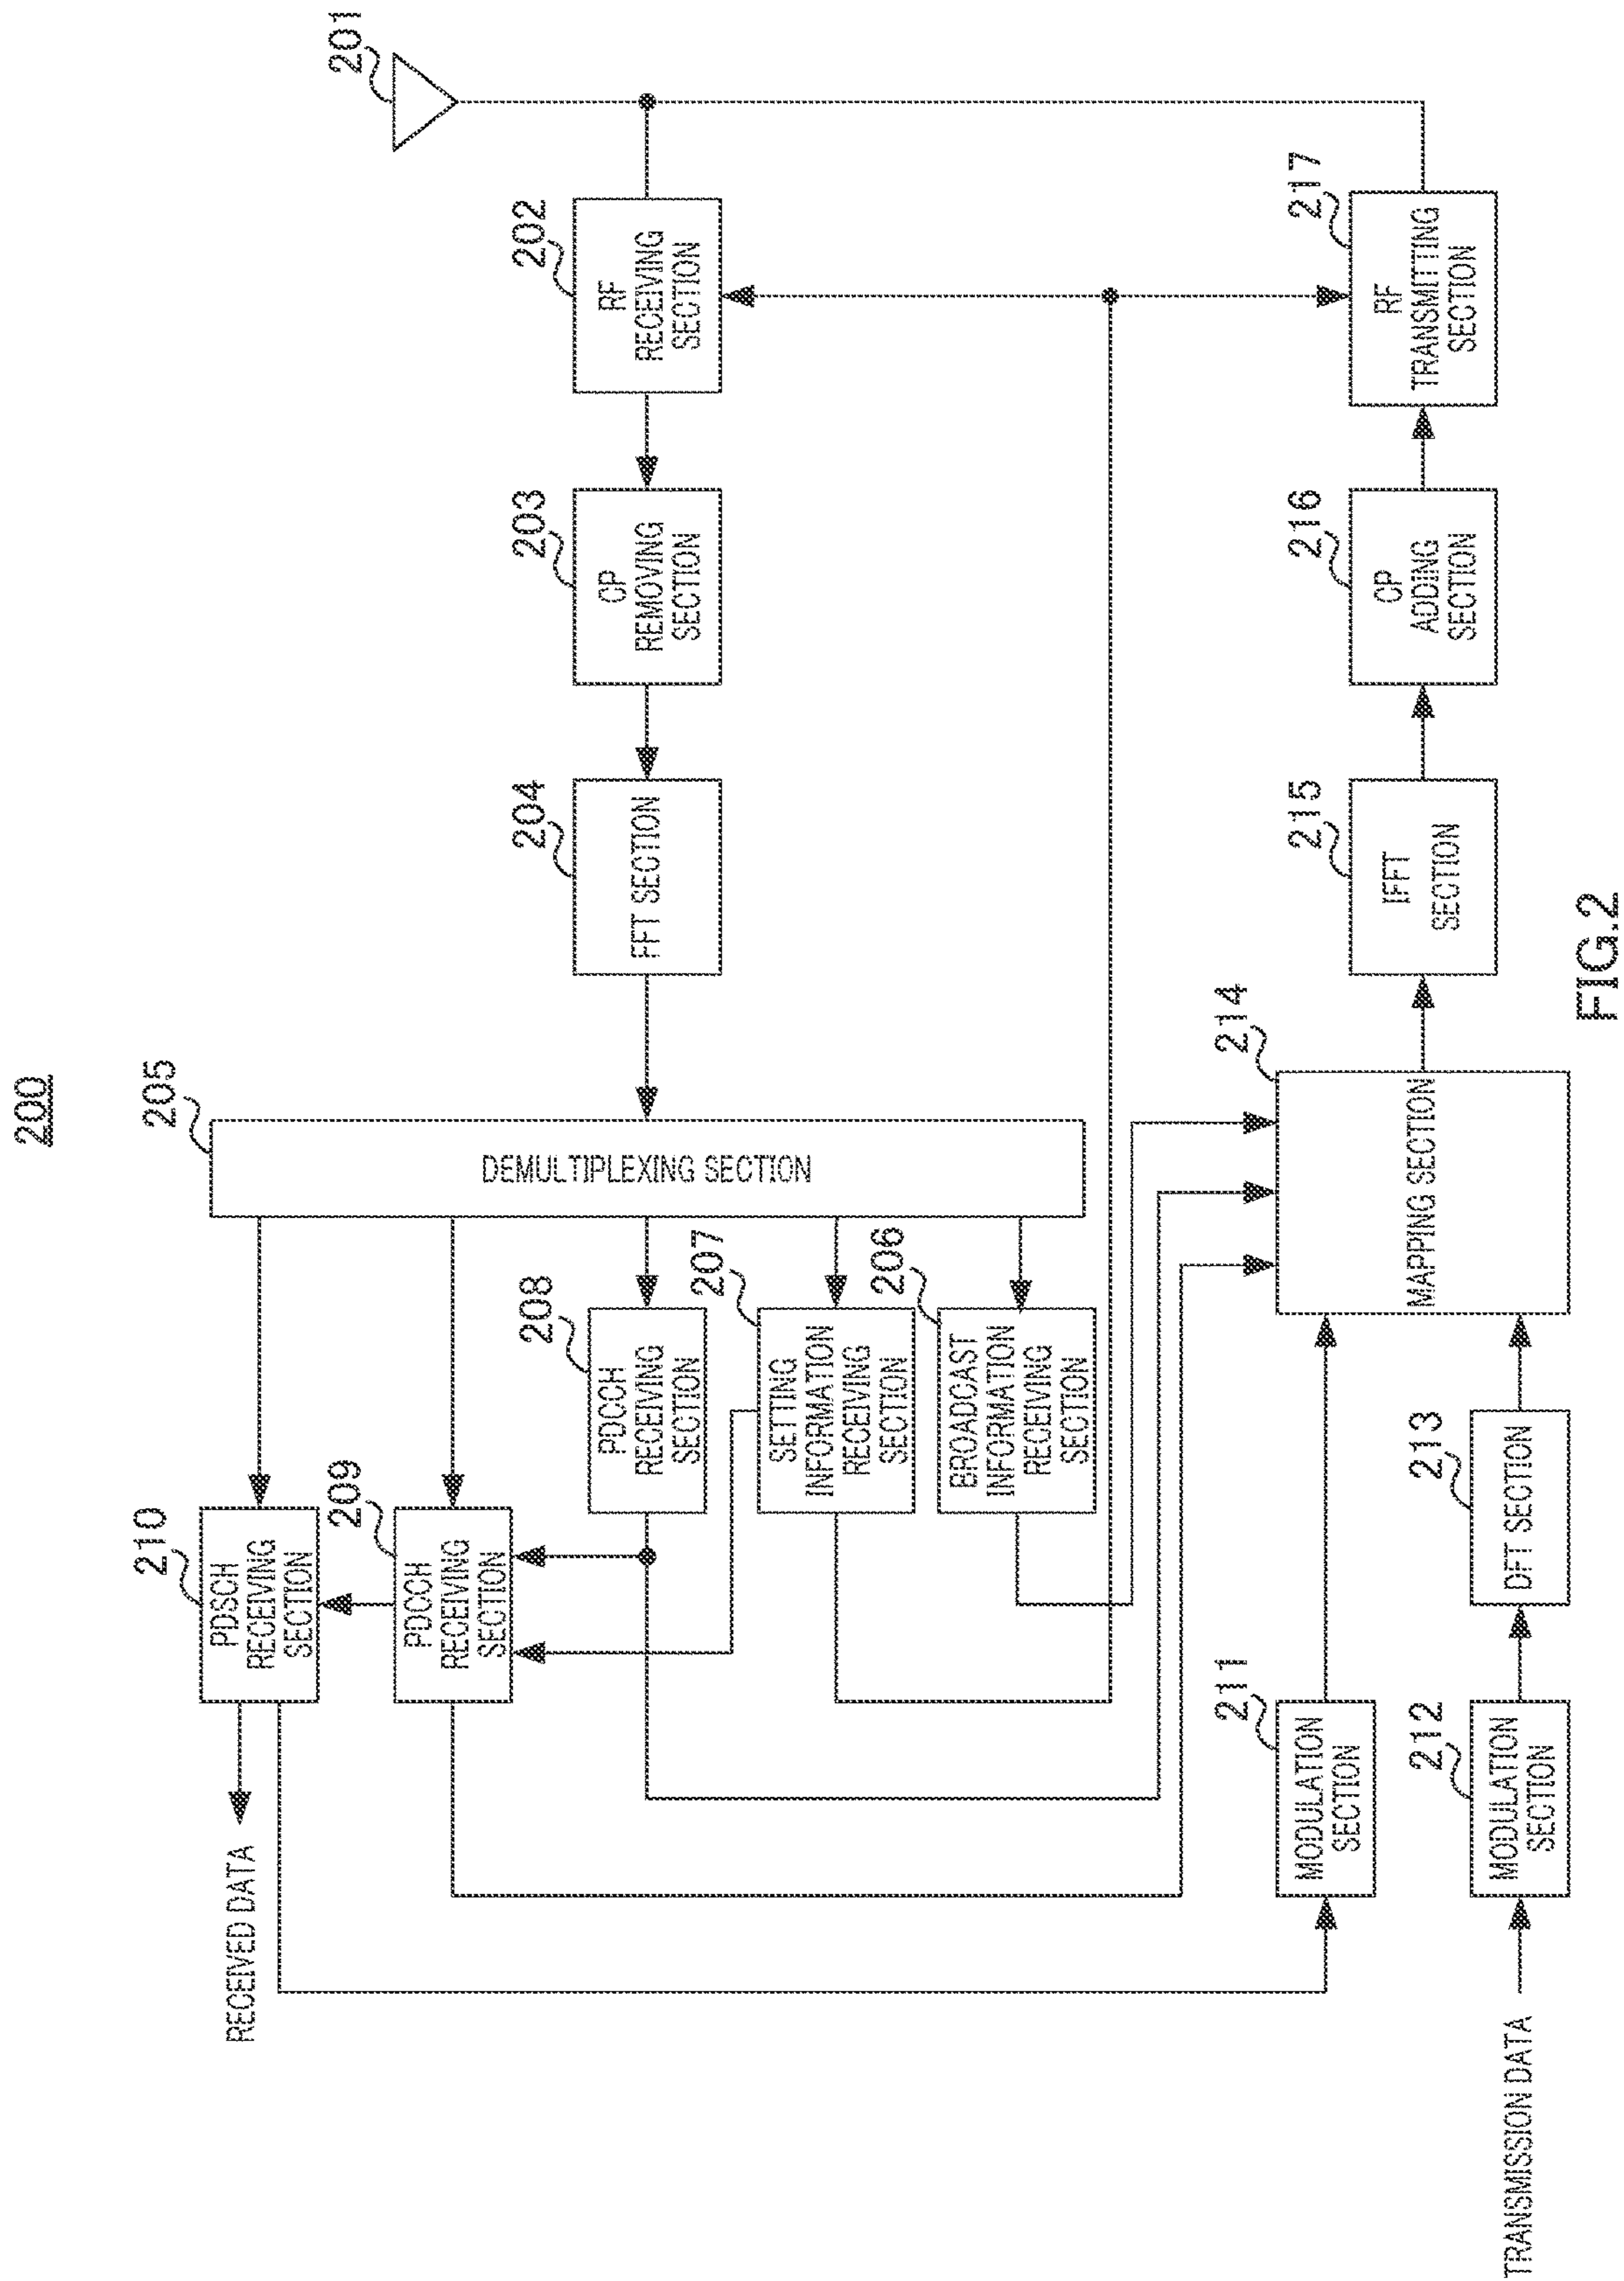 200
210
205
PDSCH
RECEIVING
SECTION
RECEIVED DATA
209
PDCCH
RECEIVING
SECTION
201
208
PDCCH
RECEIVING
SECTION
DEMULTIPLEXING SECTION
204
FFT SECTION
203
CP
REMOVING
SECTION
202
RF
RECEIVING
SECTION
207
SETTING
INFORMATION
RECEIVING
SECTION
206
BROADCAST
INFORMATION
RECEIVING
SECTION
211
MODULATION
SECTION
214
MAPPING SECTION
215
IFFT
SECTION
216
CP
ADDING
SECTION
217
RF
TRANSMITTING
SECTION
TRANSMISSION DATA
212
MODULATION
SECTION
213
DFT SECTION
FIG.2